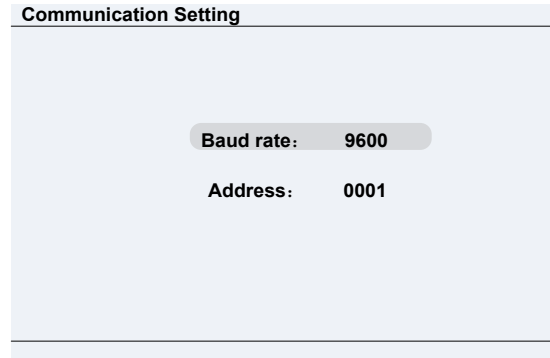 Communication Setting
Baud rate： 9600
Address： 0001